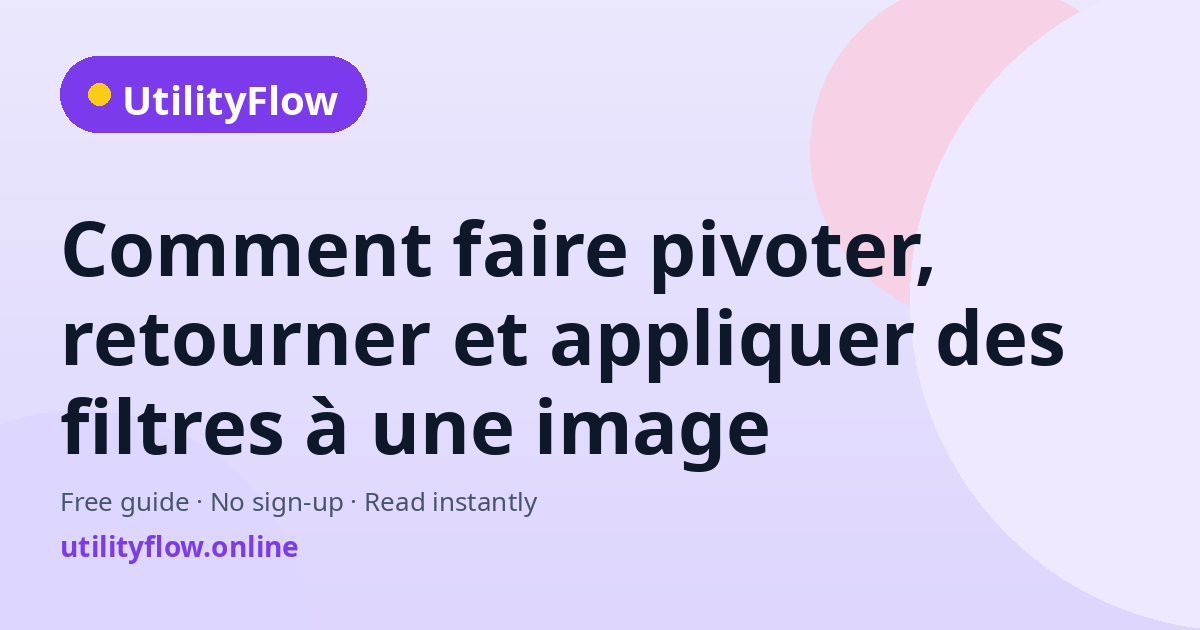 UtilityFlow
Comment faire pivoter,
retourner et appliquer des
filtres à une image
Free guide · No sign-up · Read instantly
utilityflow.online